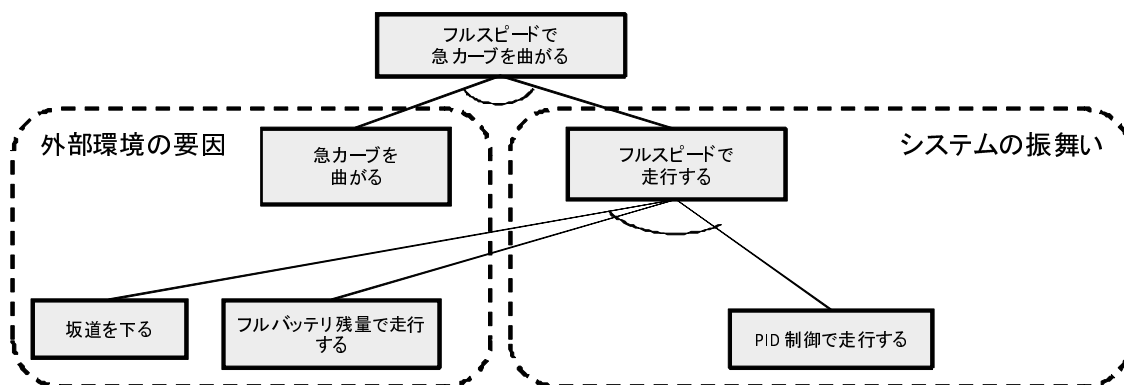 フルスピードで
急カーブを曲がる
外部環境の要因
システムの振舞い
急カーブを
曲がる
フルスピードで
走行する
坂道を下る
フルバッテリ残量で走行
する
PID 制御で走行する